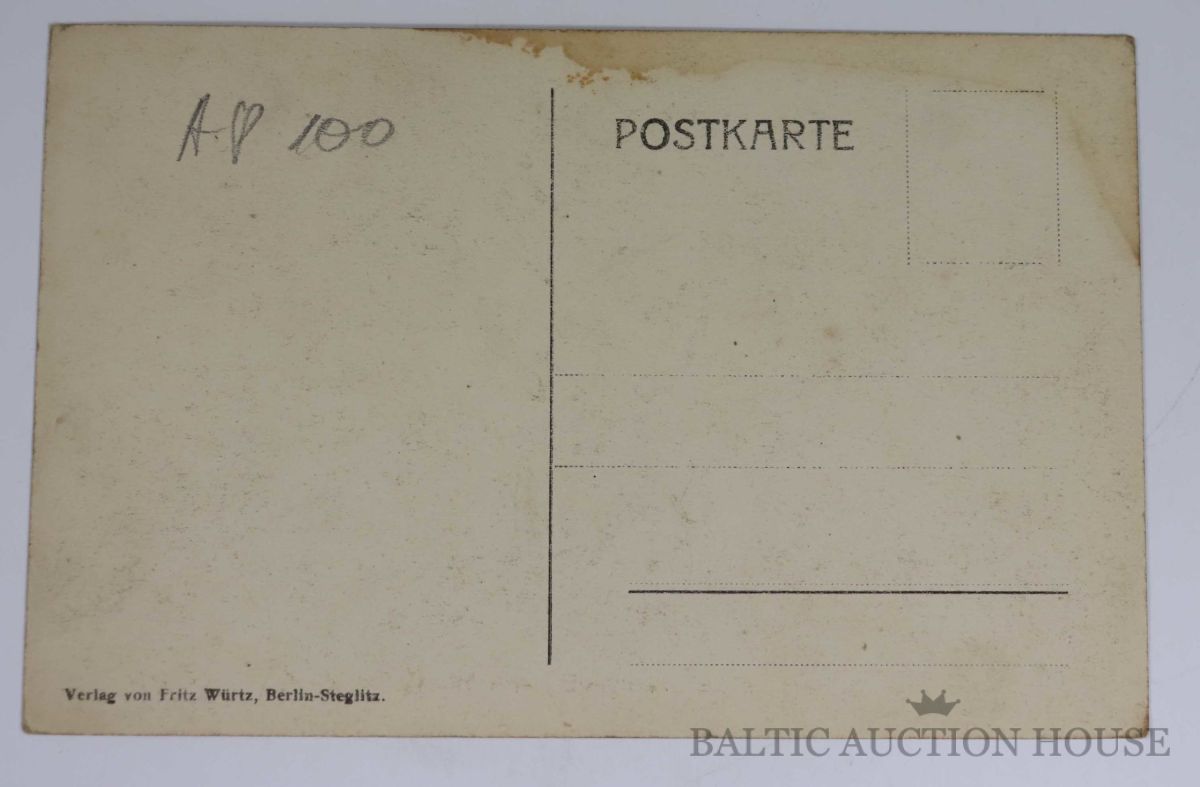 100
POSTKARTE
Verlag von Fritz Würtz, Berlin-Steglitz.
BALTIC AUCTION HOUSE